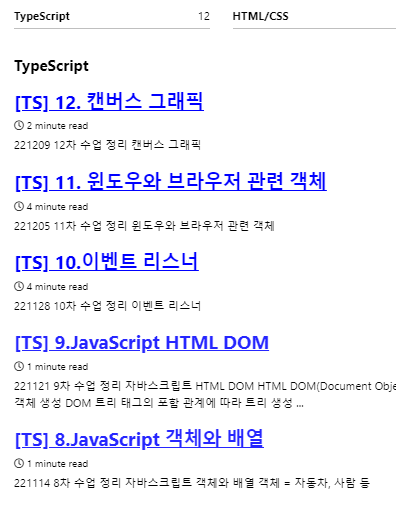 TypeScript 12 HTML/CSS
TypeScript
[TS] 12. 캔버스 그래픽
2 minute read
221209 12차 수업 정리 캔버스 그래픽
[TS] 11. 윈도우와 브라우저 관련 객체
4 minute read
221205 11차 수업 정리 윈도우와 브라우저 관련 객체
[TS] 10.이벤트 리스너
4 minute read
221128 10차 수업 정리 이벤트 리스너
[TS] 9.JavaScript HTML DOM
1 minute read
221121 9차 수업 정리 자바스크립트 HTML DOM HTML DOM(Document Obje
객체 생성 DOM 트리 태그의 포함 관계에 따라 트리 생성 ...
[TS] 8.JavaScript 객체와 배열
1 minute read
221114 8차 수업 정리 자바스크립트 객체와 배열 객체 = 자동차, 사람 등